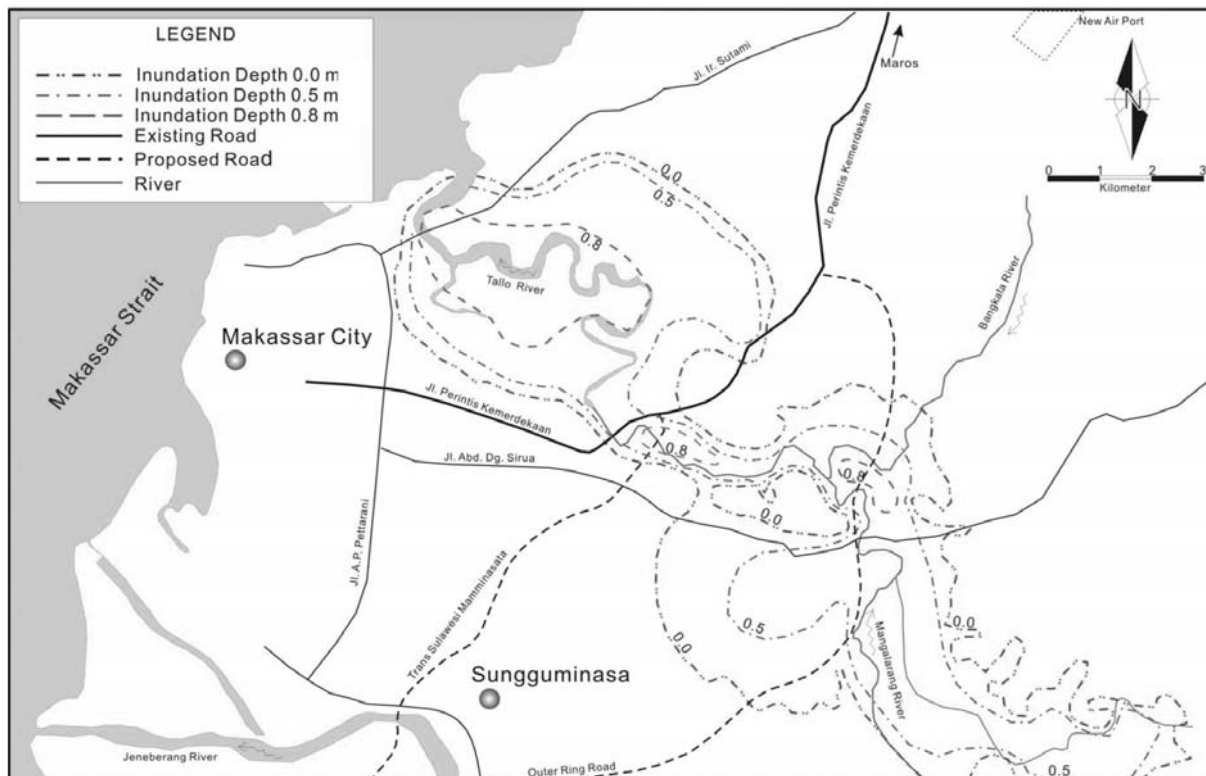 LEGEND
Inundation Depth 0.0 m
Inundation Depth 0.5 m
Inundation Depth 0.8 m
Existing Road
Proposed Road
River
New Air Port
Maros
N
0 1 2 3
Kilometer
Jl. Ir. Sutami
Jl. Perintis Kemerdekaan
0.0
0.5
0.8
Tallo River
Bangkala River
Makassar Strait
Makassar City
Jl. Perintis Kemerdekaan
Jl. Abd. Dg. Sirua
0.8
0.8
0.0
Jl. A.P. Pettarani
Trans Sulawesi Mamminasata
0.5
0.0
0.0
Mangalarang River
Sungguminasa
Jeneberang River
Outer Ring Road
0.5